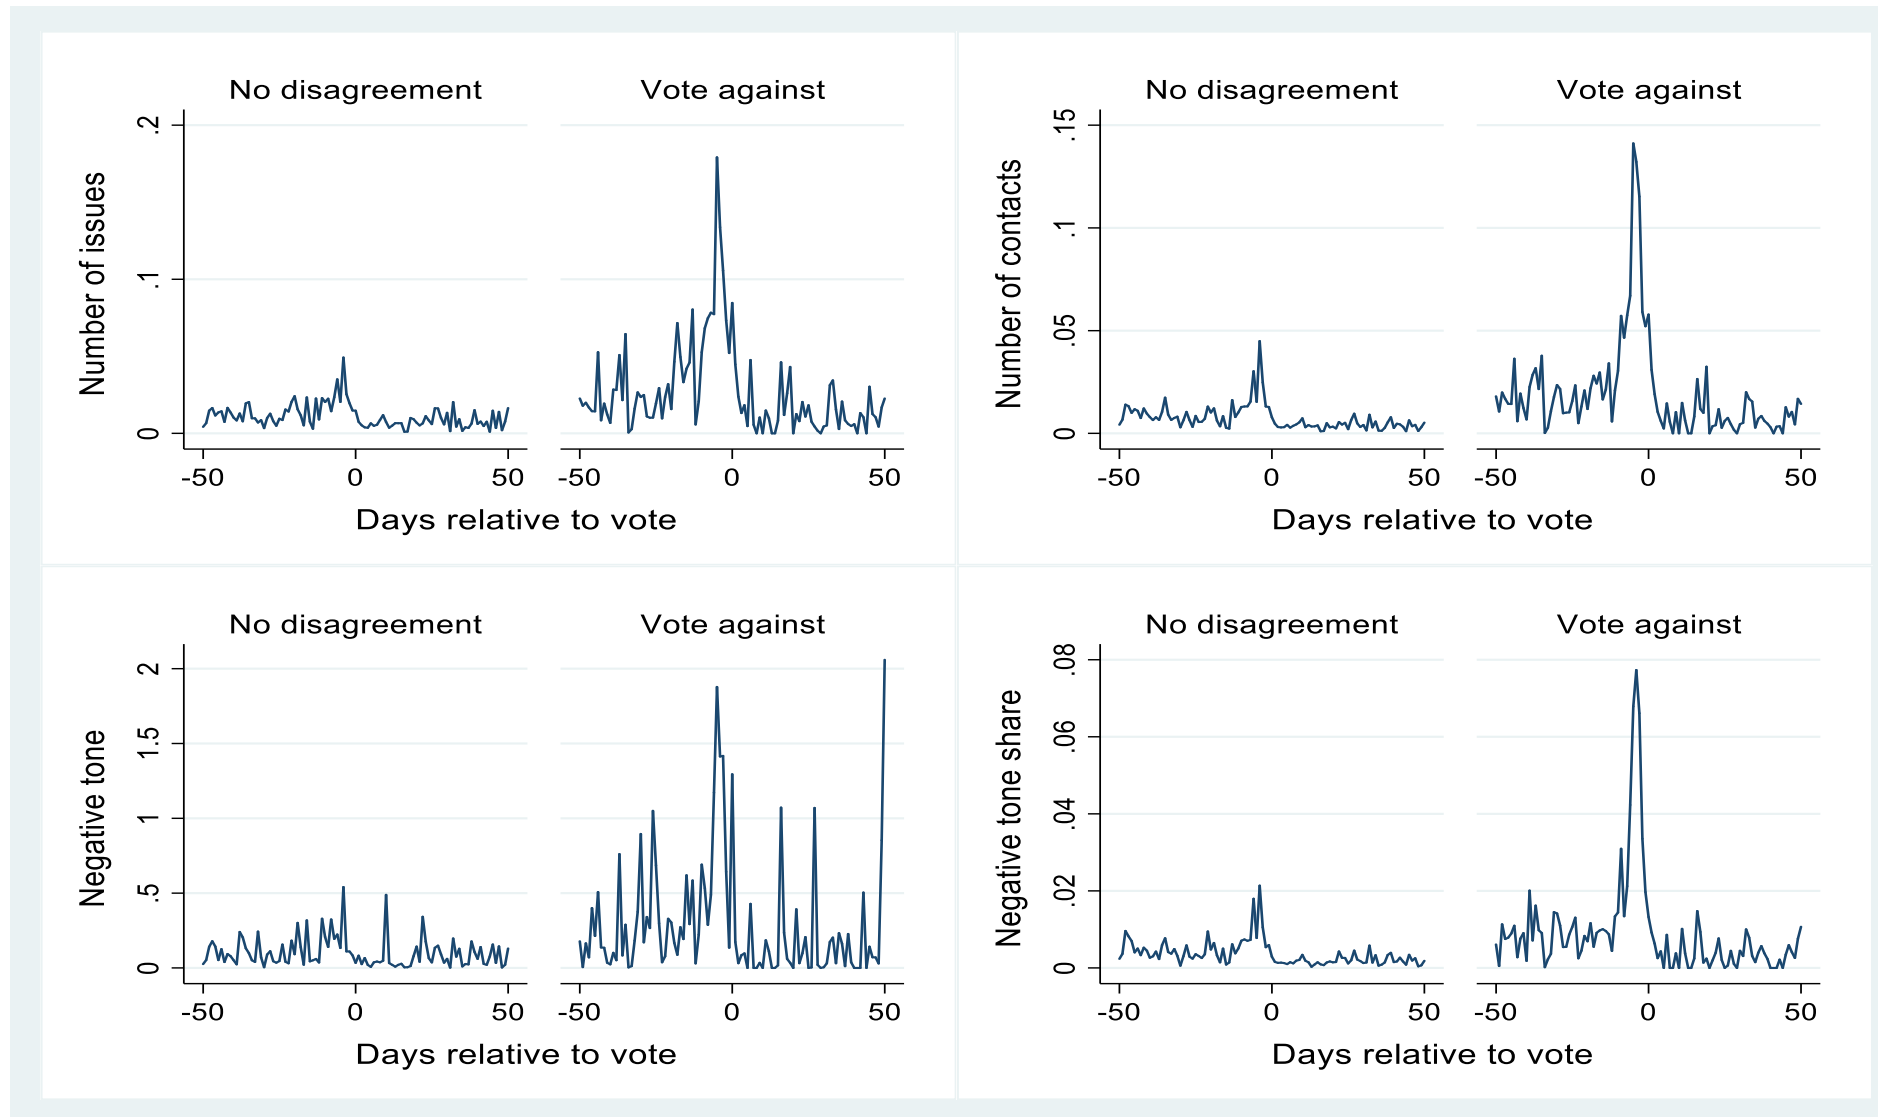 No disagreement Vote against
Number of issues
0 .1 .2
-50 0 50 -50 0 50
Days relative to vote
No disagreement Vote against
Number of contacts
0 .05 .1 .15
-50 0 50 -50 0 50
Days relative to vote
No disagreement Vote against
Negative tone
0 .5 1 1.5 2
-50 0 50 -50 0 50
Days relative to vote
No disagreement Vote against
Negative tone share
0 .02 .04 .06 .08
-50 0 50 -50 0 50
Days relative to vote